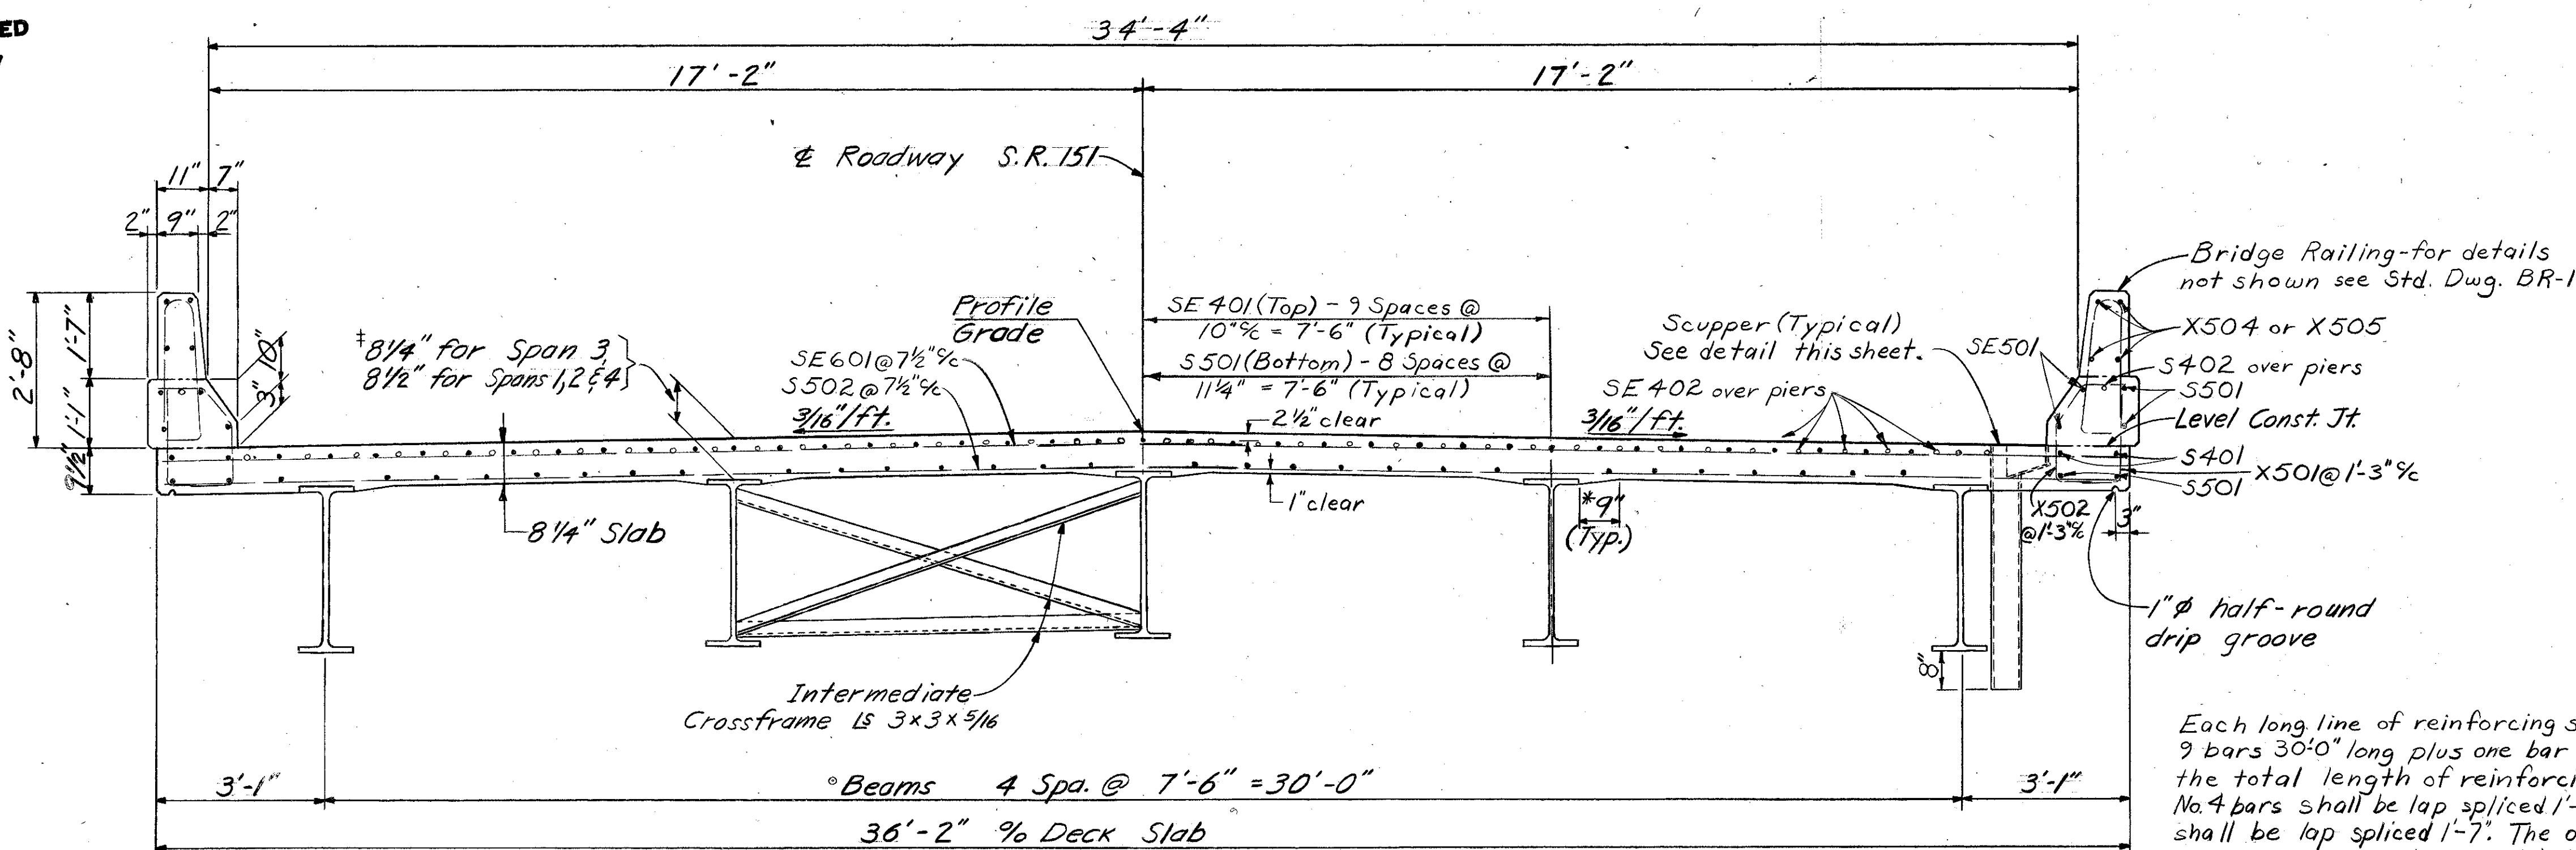 ED
34'-4"
17'-2"
17'-2"
℄ Roadway S.R. 151
11" 7"
2" 9" 2"
2'-8"
1'-7"
1'-1"
9½"
10"
3"
‡8¼" for Span 3,
8½" for Spans 1,2 & 4
SE601@7½" c/c
S502@7½" c/c
3/16"/ft.
Profile
Grade
SE401(Top) - 9 Spaces @
10" c/c = 7'-6" (Typical)
S501(Bottom) - 8 Spaces @
11¼" = 7'-6" (Typical)
2½" clear
1" clear
3/16"/ft.
Scupper (Typical)
See detail this sheet.
SE402 over piers
SE501
Bridge Railing-for details
not shown see Std. Dwg. BR-1
X504 or X505
S402 over piers
S501
Level Const. Jt.
S401
X501@1'-3" c/c
S501
X502
@1'-3" c/c
3"
*9"
(Typ.)
8¼" Slab
1"φ half-round
drip groove
8"
Intermediate
Crossframe Ls 3x3x5/16
Each long line of reinforcing
9 bars 30'-0" long plus one bar
the total length of
No. 4 bars shall be lap spliced
shall be lap spliced 1'-7". The
3'-1"
Beams 4 Spa. @ 7'-6" = 30'-0"
3'-1"
36'-2" o/o Deck Slab